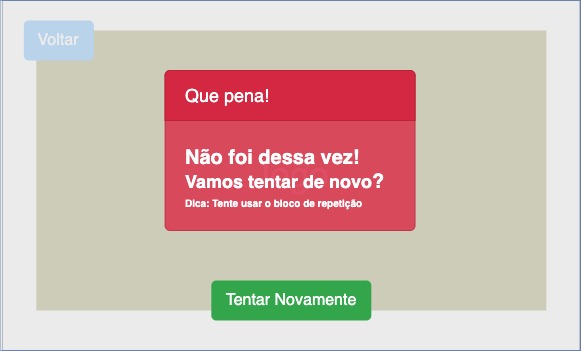 Voltar
Que pena!
Não foi dessa vez!
Vamos tentar de novo?
Dica: Tente usar o bloco de repetição
Tentar Novamente